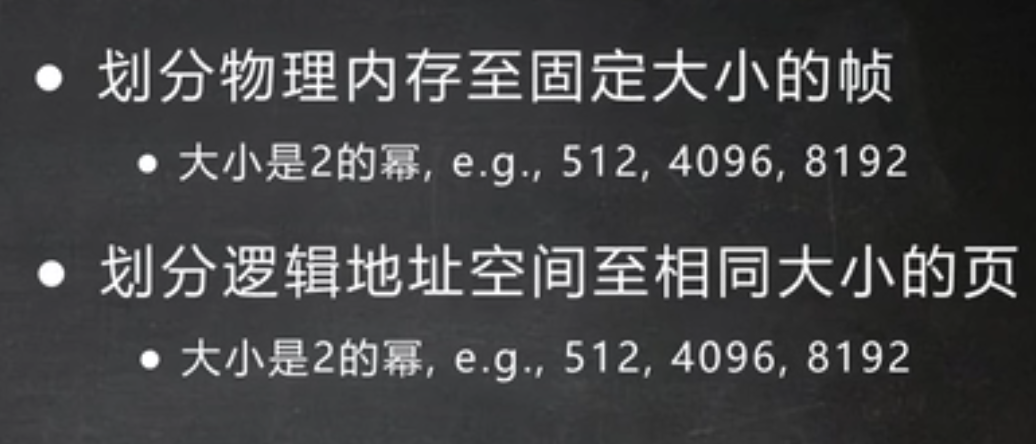 ● 划分物理内存至固定大小的帧
● 大小是2的幂, e.g., 512, 4096, 8192
● 划分逻辑地址空间至相同大小的页
● 大小是2的幂, e.g., 512, 4096, 8192